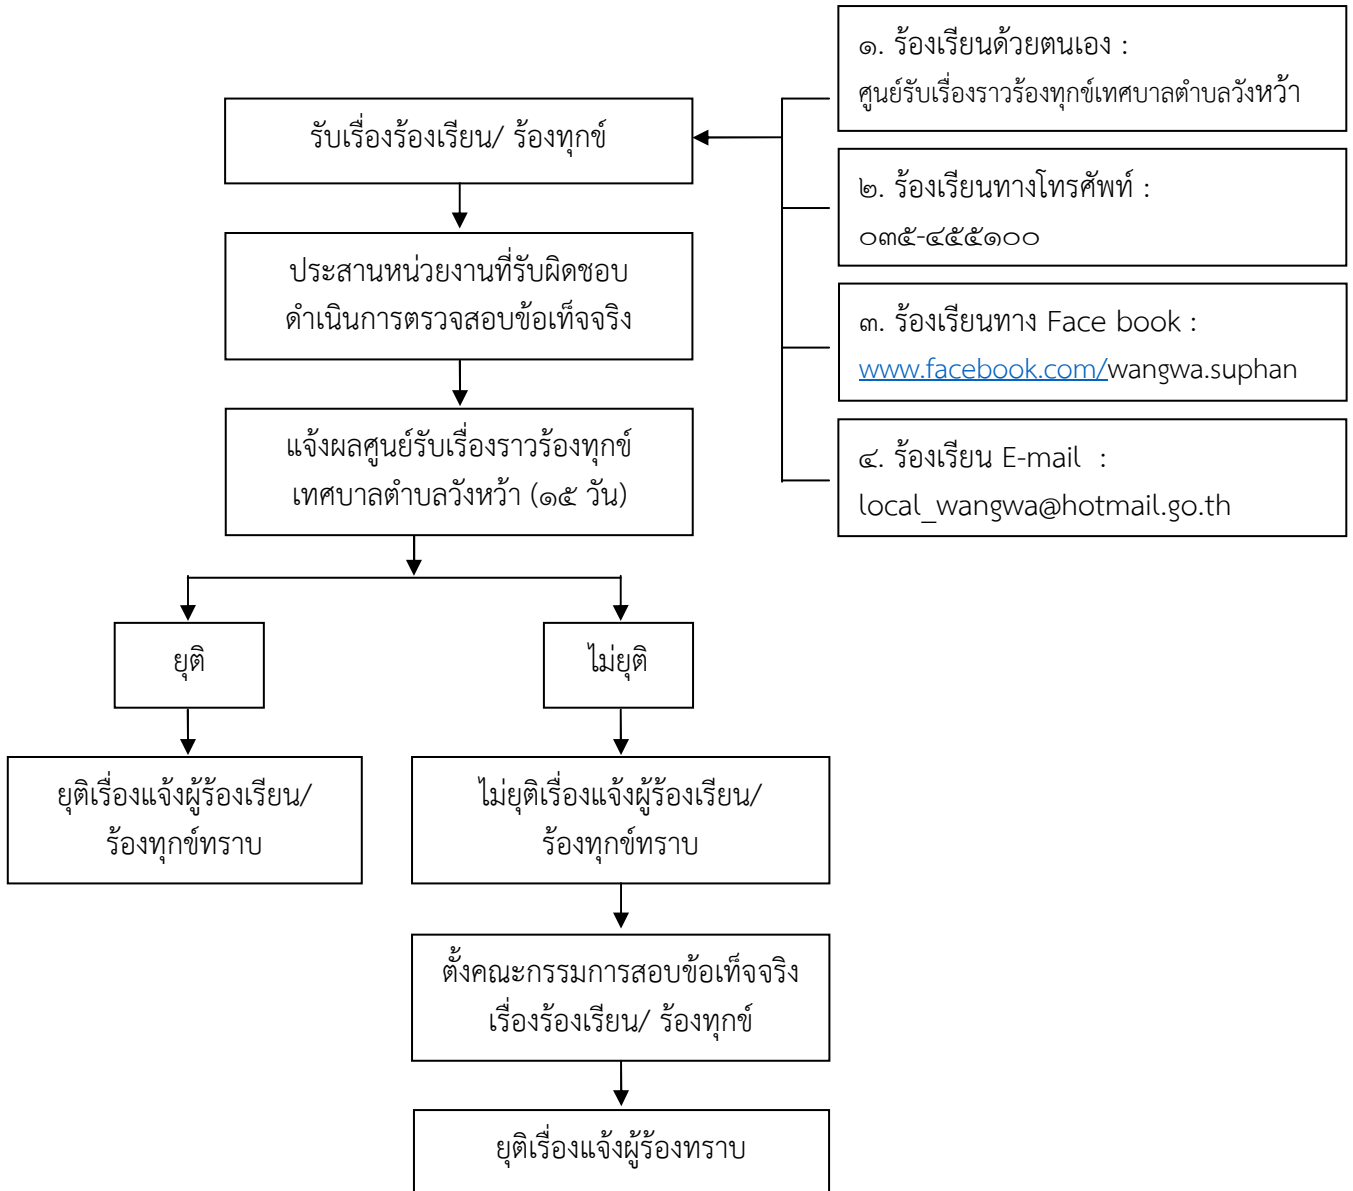 ๑. ร้องเรียนด้วยตนเอง :
ศูนย์รับเรื่องราวร้องทุกข์เทศบาลตำบลวังหว้า
รับเรื่องร้องเรียน/ ร้องทุกข์
๒. ร้องเรียนทางโทรศัพท์ :
๐๓๕-๔๕๕๑๐๐
ประสานหน่วยงานที่รับผิดชอบ
ดำเนินการตรวจสอบข้อเท็จจริง
๓. ร้องเรียนทาง Face book :
www.facebook.com/wangwa.suphan
แจ้งผลศูนย์รับเรื่องราวร้องทุกข์
เทศบาลตำบลวังหว้า (๑๕ วัน)
๔. ร้องเรียน E-mail :
local_wangwa@hotmail.go.th
ยุติ
ไม่ยุติ
ยุติเรื่องแจ้งผู้ร้องเรียน/
ร้องทุกข์ทราบ
ไม่ยุติเรื่องแจ้งผู้ร้องเรียน/
ร้องทุกข์ทราบ
ตั้งคณะกรรมการสอบข้อเท็จจริง
เรื่องร้องเรียน/ ร้องทุกข์
ยุติเรื่องแจ้งผู้ร้องทราบ